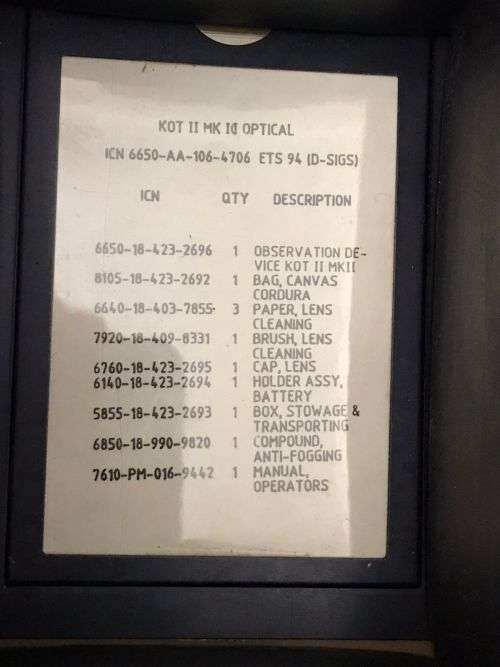 KOT II MK II OPTICAL
ICN 6650-AA-106-4706 ETS 94 (D-SIGS)
ICN QTY DESCRIPTION
6650-18-423-2696 1 OBSERVATION DE-
VICE KOT II MKII
8105-18-423-2692 1 BAG, CANVAS
CORDURA
6640-18-403-7855 3 PAPER, LENS
CLEANING
7920-18-409-8331 1 BRUSH, LENS
CLEANING
6760-18-423-2695 1 CAP, LENS
6140-18-423-2694 1 HOLDER ASSY,
BATTERY
5855-18-423-2693 1 BOX, STOWAGE &
TRANSPORTING
6850-18-990-9820 1 COMPOUND,
ANTI-FOGGING
7610-PM-016-9442 1 MANUAL,
OPERATORS